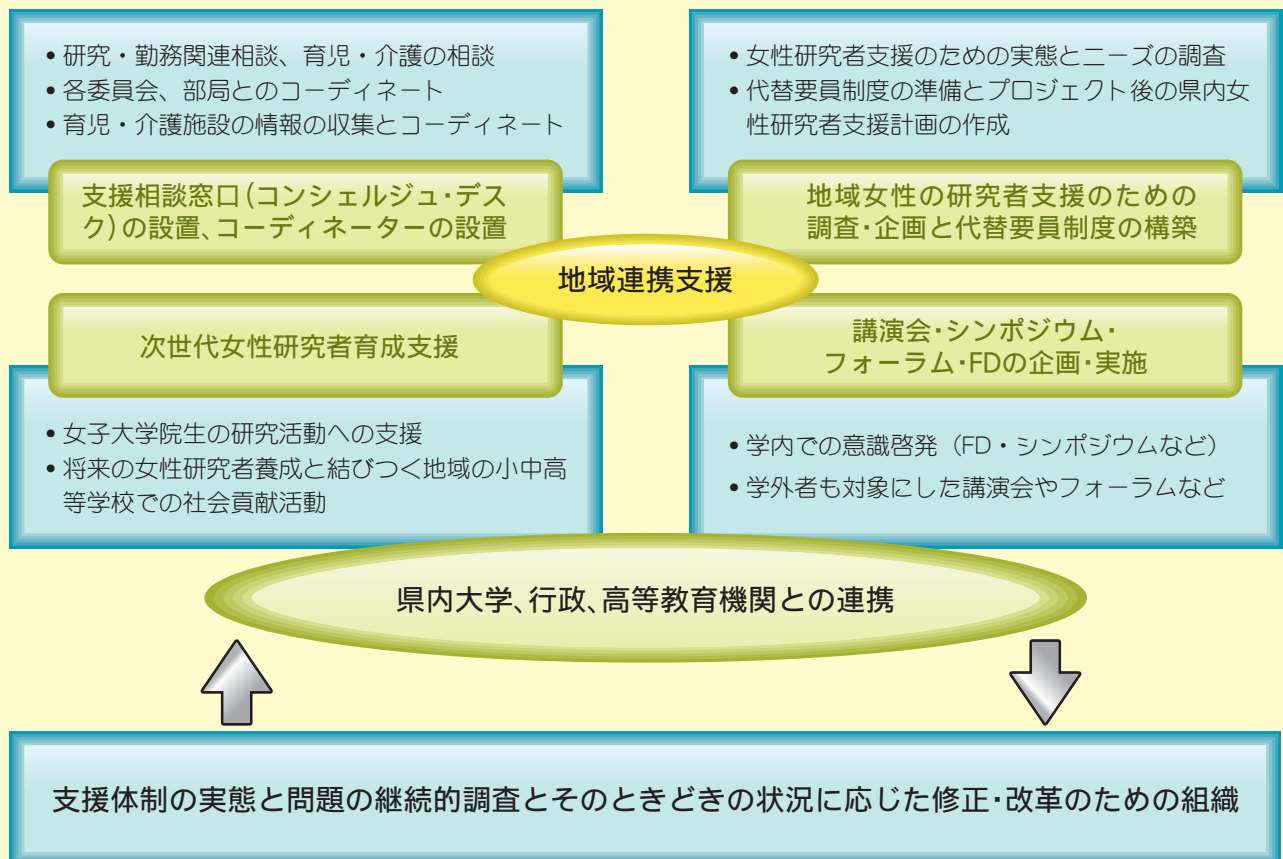 • 研究・勤務関連相談、育児・介護の相談
• 各委員会、部局とのコーディネート
• 育児・介護施設の情報の収集とコーディネート
支援相談窓口(コンシェルジュ・デス
ク)の設置、コーディネーターの設置
• 女性研究者支援のための実態とニーズの調査
• 代替要員制度の準備とプロジェクト後の県内女
性研究者支援計画の作成
地域女性の研究者支援のための
調査・企画と代替要員制度の構築
地域連携支援
次世代女性研究者育成支援
• 女子大学院生の研究活動への支援
• 将来の女性研究者養成と結びつく地域の小中高
等学校での社会貢献活動
講演会・シンポジウム・
フォーラム・FDの企画・実施
• 学内での意識啓発（FD・シンポジウムなど）
• 学外者も対象にした講演会やフォーラムなど
県内大学、行政、高等教育機関との連携
支援体制の実態と問題の継続的調査とそのときどきの状況に応じた修正・改革のための組織